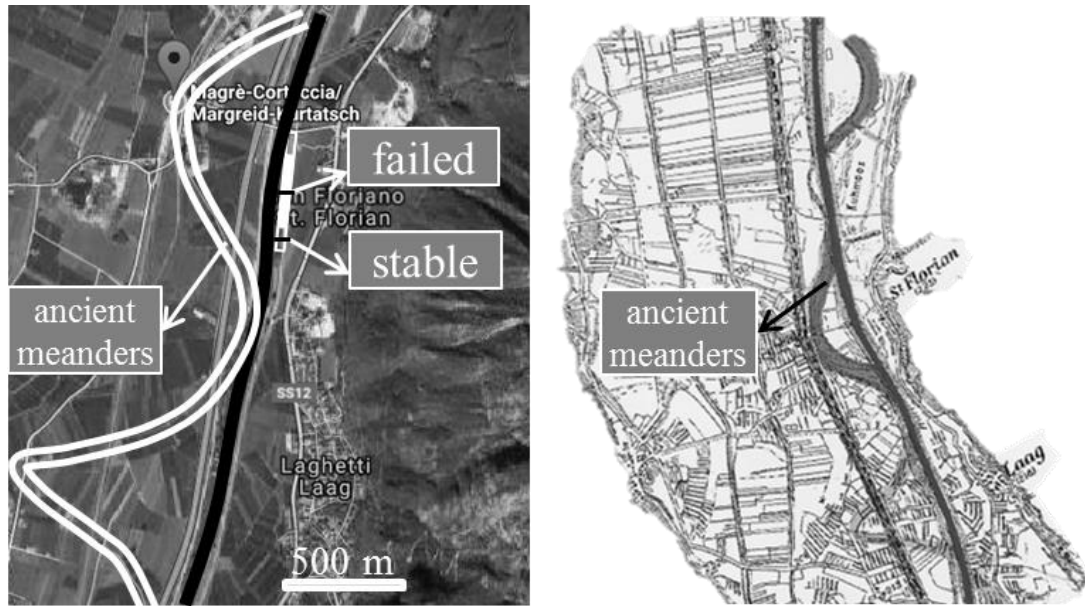 Magrè-Cortaccia/
Margreid-Kurtatsch
failed
n Floriano
t. Florian
stable
ancient
meanders
SS12
Laghetti
Laag
500 m
St Florian
ancient
meanders
Laag